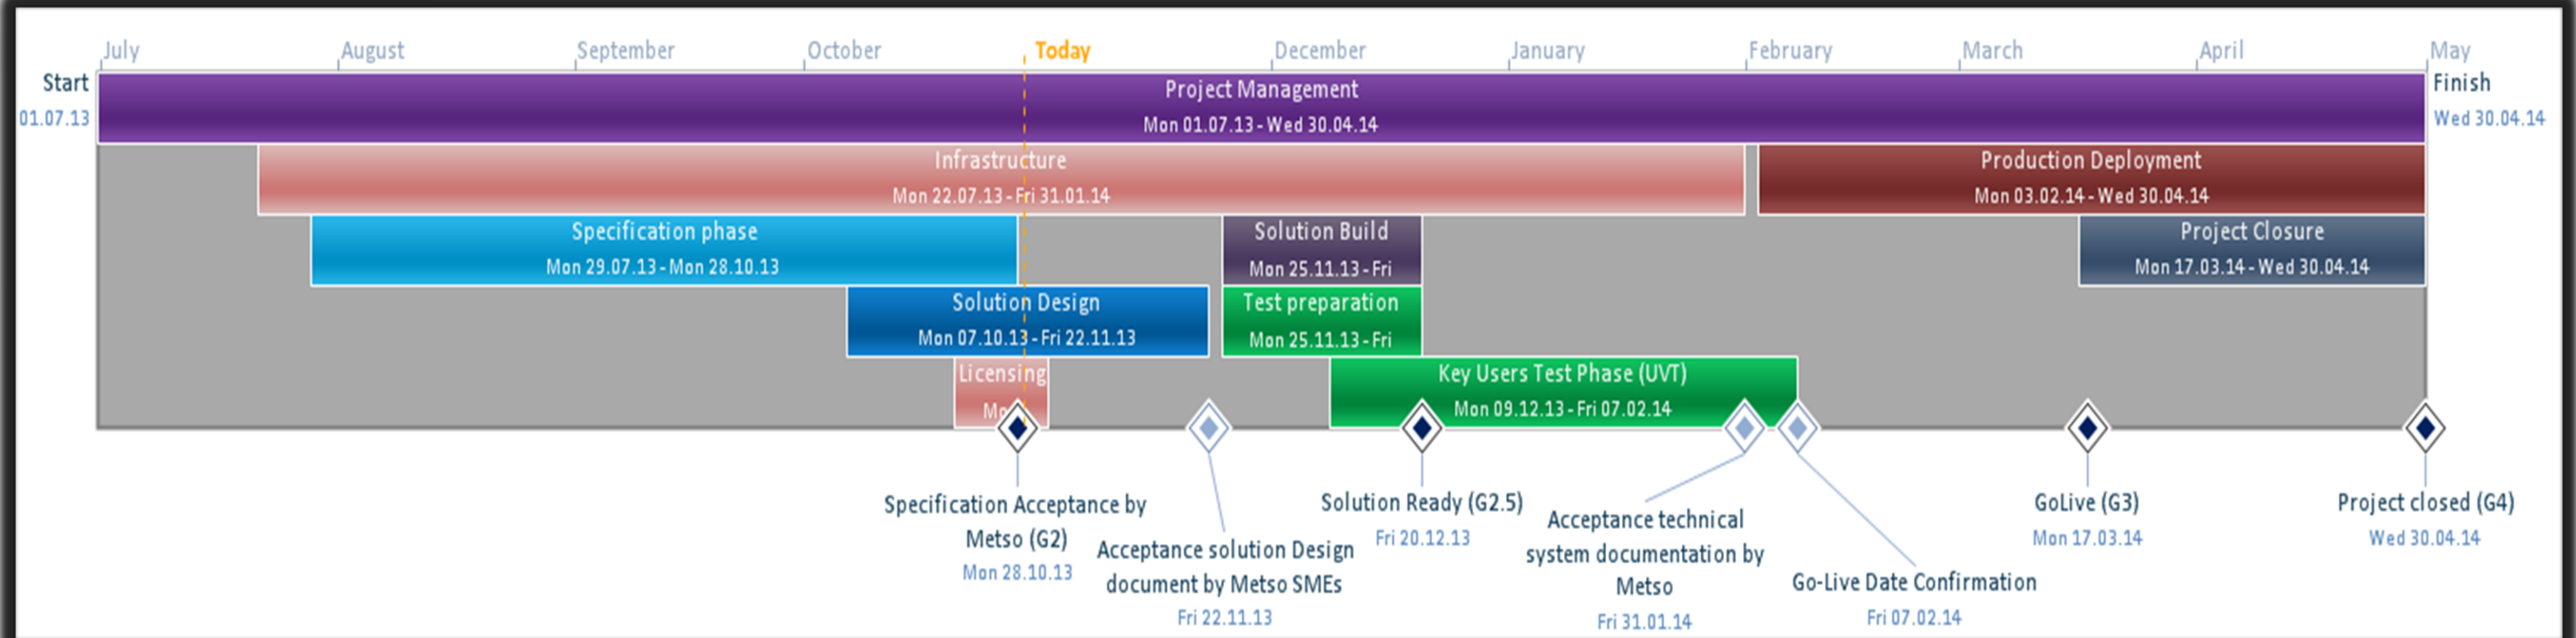 July August September October Today December January February March April May
Start
01.07.13
Finish
Wed 30.04.14
Project Management
Mon 01.07.13 - Wed 30.04.14
Infrastructure
Mon 22.07.13 - Fri 31.01.14
Production Deployment
Mon 03.02.14 - Wed 30.04.14
Specification phase
Mon 29.07.13 - Mon 28.10.13
Solution Build
Mon 25.11.13 - Fri
Project Closure
Mon 17.03.14 - Wed 30.04.14
Solution Design
Mon 07.10.13 - Fri 22.11.13
Test preparation
Mon 25.11.13 - Fri
Licensing
Key Users Test Phase (UVT)
Mon 09.12.13 - Fri 07.02.14
Specification Acceptance by
Metso (G2)
Mon 28.10.13
Acceptance solution Design
document by Metso SMEs
Fri 22.11.13
Solution Ready (G2.5)
Fri 20.12.13
Acceptance technical
system documentation by
Metso
Fri 31.01.14
Go-Live Date Confirmation
Fri 07.02.14
GoLive (G3)
Mon 17.03.14
Project closed (G4)
Wed 30.04.14